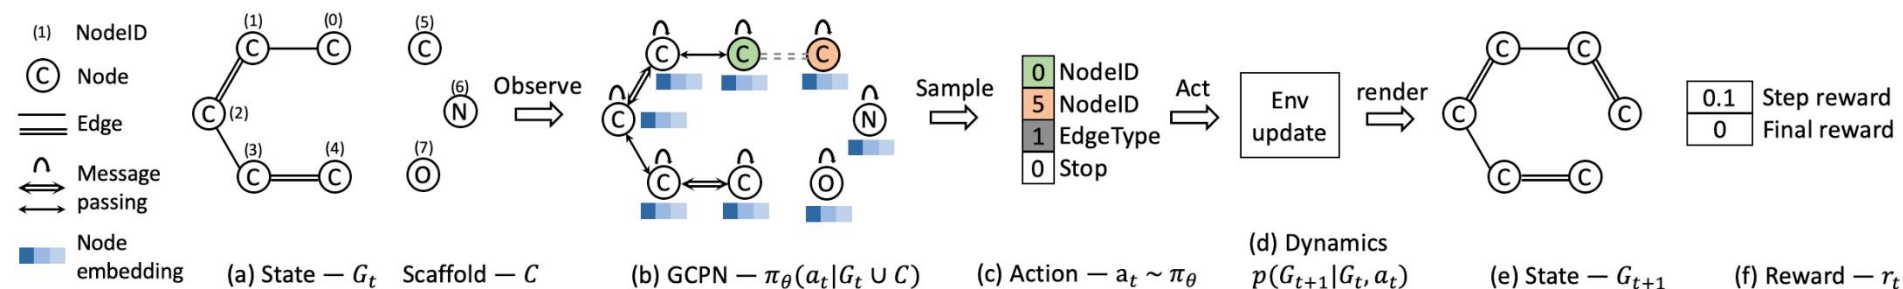 (1) NodeID
C Node
Edge
Message
passing
Node
embedding
(1) (0) (5)
C C C
(6)
C (2) N
(3) (4) (7)
C C O
(a) State — G_t Scaffold — C
Observe
C C C
C N
C C O
(b) GCPN — π_θ(a_t|G_t ∪ C)
Sample
0 NodeID
5 NodeID
1 EdgeType
0 Stop
(c) Action — a_t ~ π_θ
Act
Env
update
(d) Dynamics
p(G_{t+1}|G_t, a_t)
render
C C
C C
C C
(e) State — G_{t+1}
0.1 Step reward
0 Final reward
(f) Reward — r_t